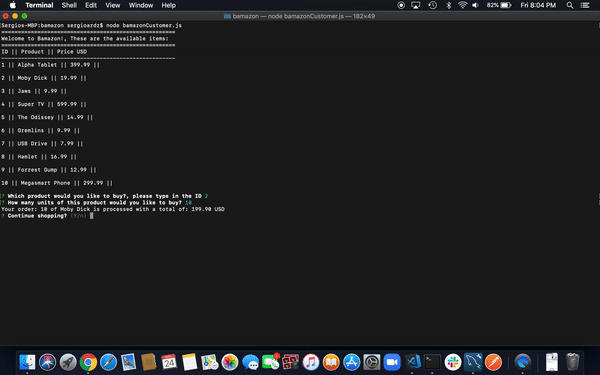 Terminal Shell Edit View Window Help 82% Fri 8:04 PM
bamazon — node bamazonCustomer.js — 182×49
[Sergios-MBP:bamazon sergioardz$ node bamazonCustomer.js
Welcome to Bamazon!, These are the available items:
ID || Product || Price USD
1 || Alpha Tablet || 399.99 ||
2 || Moby Dick || 19.99 ||
3 || Jaws || 9.99 ||
4 || Super TV || 599.99 ||
5 || The Odissey || 14.99 ||
6 || Gremlins || 9.99 ||
7 || USB Drive || 7.99 ||
8 || Hamlet || 16.99 ||
9 || Forrest Gump || 12.99 ||
10 || Megasmart Phone || 299.99 ||
[? Which product would you like to buy?, please type in the ID 2
[? How many units of this product would you like to buy? 10
Your order: 10 of Moby Dick is processed with a total of: 199.90 USD
? Continue shopping? (Y/n)
24